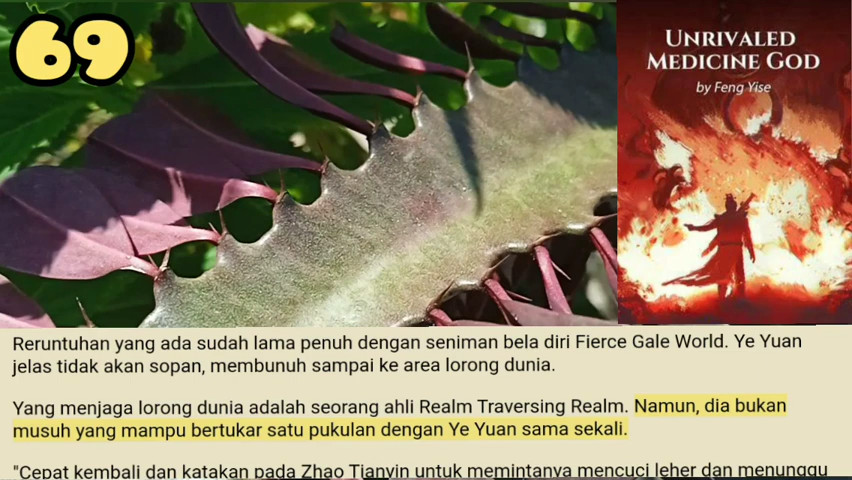 69
UNRIVALED
MEDICINE GOD
by Feng Yise
Reruntuhan yang ada sudah lama penuh dengan seniman bela diri Fierce Gale World. Ye Yuan
jelas tidak akan sopan, membunuh sampai ke area lorong dunia.
Yang menjaga lorong dunia adalah seorang ahli Realm Traversing Realm. Namun, dia bukan
musuh yang mampu bertukar satu pukulan dengan Ye Yuan sama sekali.
"Cepat kembali dan katakan pada Zhao Tianyin untuk memintanya mencuci leher dan menunggu